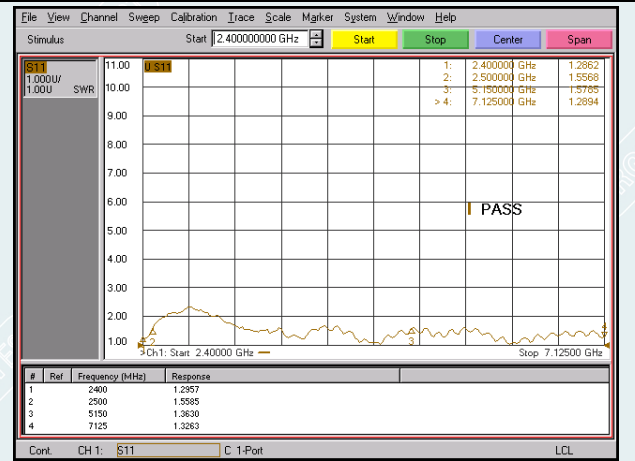 File View Channel Sweep Calibration Trace Scale Marker System Window Help
Stimulus Start 2.400000000 GHz Start Stop Center Span
S11
1.000U/
1.00U SWR
11.00
10.00
9.00
8.00
7.00
6.00
5.00
4.00
3.00
2.00
1.00
U S11
1: 2.400000 GHz 1.2862
2: 2.500000 GHz 1.5568
3: 5.150000 GHz 1.5785
> 4: 7.125000 GHz 1.2894
PASS
2
3
4
>Ch1: Start 2.40000 GHz Stop 7.12500 GHz
# Ref Frequency (MHz) Response
1 2400 1.2957
2 2500 1.5585
3 5150 1.3630
4 7125 1.3263
Cont. CH 1: S11 C 1-Port LCL